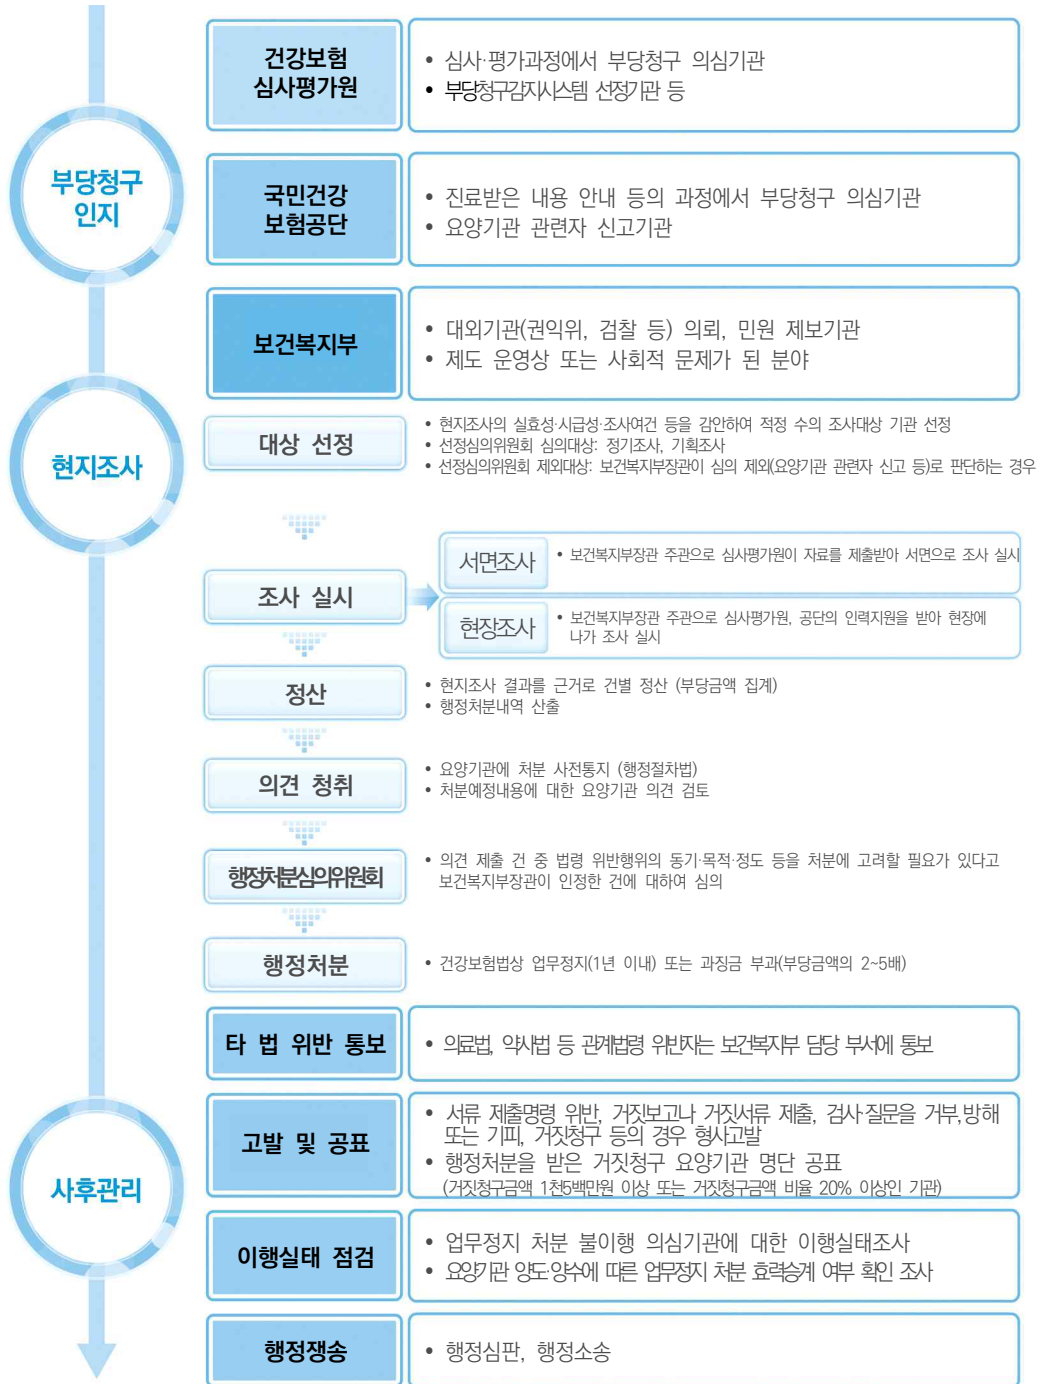 건강보험
심사평가원
• 심사·평가과정에서 부당청구 의심기관
• 부당청구감지시스템 선정기관 등
부당청구
인지
국민건강
보험공단
• 진료받은 내용 안내 등의 과정에서 부당청구 의심기관
• 요양기관 관련자 신고기관
보건복지부
• 대외기관(권익위, 검찰 등) 의뢰, 민원 제보기관
• 제도 운영상 또는 사회적 문제가 된 분야
현지조사
대상 선정
• 현지조사의 실효성·시급성·조사여건 등을 감안하여 적정 수의 조사대상 기관 선정
• 선정심의위원회 심의대상: 정기조사, 기획조사
• 선정심의위원회 제외대상: 보건복지부장관이 심의 제외(요양기관 관련자 신고 등)로 판단하는 경우
조사 실시
서면조사
• 보건복지부장관 주관으로 심사평가원이 자료를 제출받아 서면으로 조사 실시
현장조사
• 보건복지부장관 주관으로 심사평가원, 공단의 인력지원을 받아 현장에
나가 조사 실시
정산
• 현지조사 결과를 근거로 건별 정산 (부당금액 집계)
• 행정처분내역 산출
의견 청취
• 요양기관에 처분 사전통지 (행정절차법)
• 처분예정내용에 대한 요양기관 의견 검토
행정처분심의위원회
• 의견 제출 건 중 법령 위반행위의 동기·목적·정도 등을 처분에 고려할 필요가 있다고
보건복지부장관이 인정한 건에 대하여 심의
행정처분
• 건강보험법상 업무정지(1년 이내) 또는 과징금 부과(부당금액의 2~5배)
타 법 위반 통보
• 의료법, 약사법 등 관계법령 위반자는 보건복지부 담당 부서에 통보
사후관리
고발 및 공표
• 서류 제출명령 위반, 거짓보고나 거짓서류 제출, 검사·질문을 거부,방해
또는 기피, 거짓청구 등의 경우 형사고발
• 행정처분을 받은 거짓청구 요양기관 명단 공표
(거짓청구금액 1천5백만원 이상 또는 거짓청구금액 비율 20% 이상인 기관)
이행실태 점검
• 업무정지 처분 불이행 의심기관에 대한 이행실태조사
• 요양기관 양도·양수에 따른 업무정지 처분 효력승계 여부 확인 조사
행정쟁송
• 행정심판, 행정소송